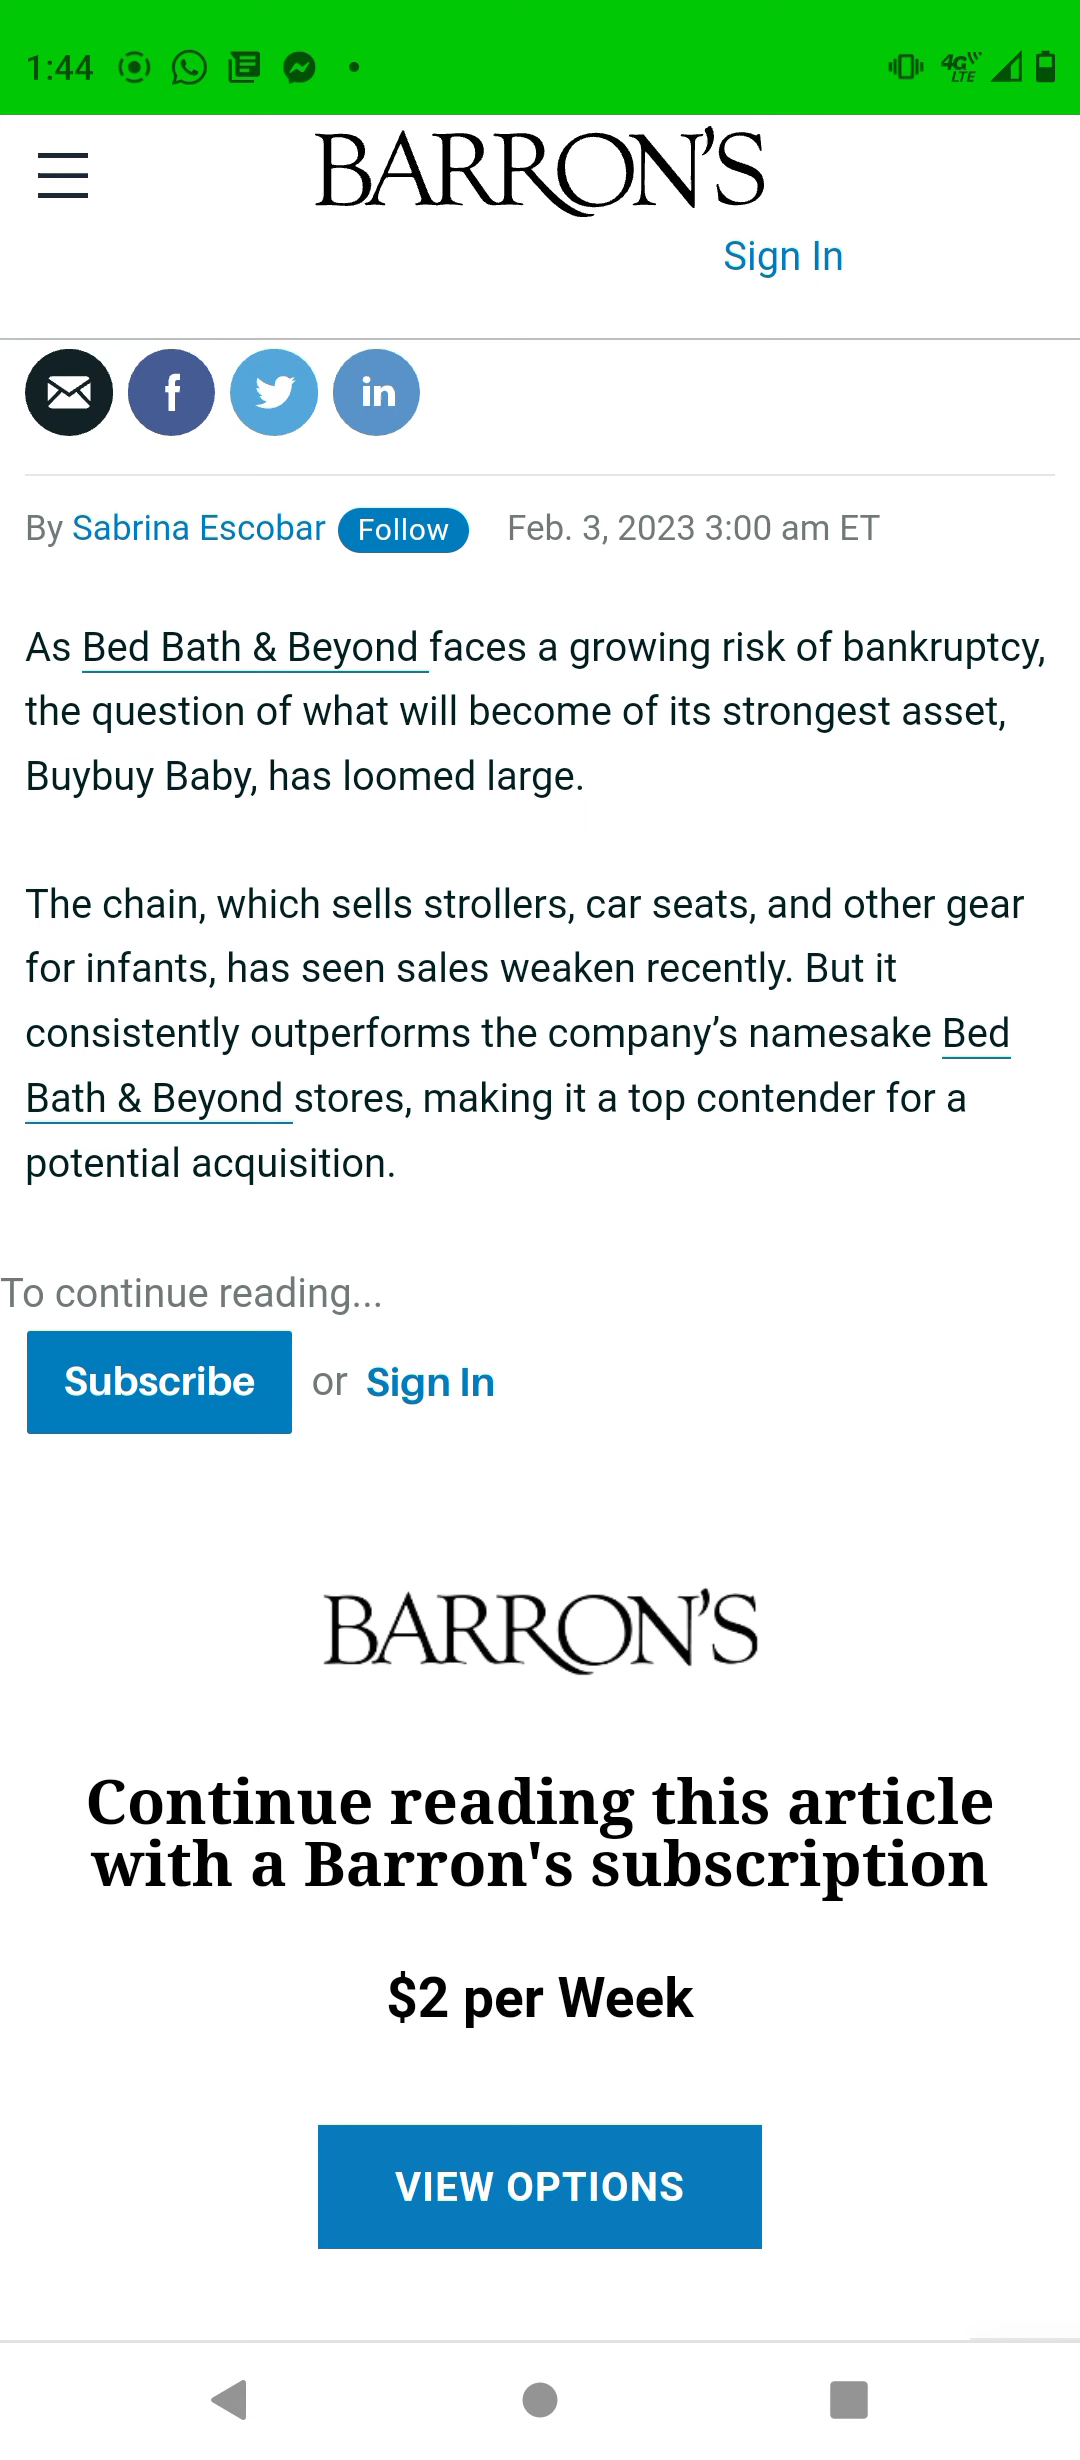 1:44
4G
LTE
BARRON'S
Sign In
By Sabrina Escobar Follow Feb. 3, 2023 3:00 am ET
As Bed Bath & Beyond faces a growing risk of bankruptcy,
the question of what will become of its strongest asset,
Buybuy Baby, has loomed large.
The chain, which sells strollers, car seats, and other gear
for infants, has seen sales weaken recently. But it
consistently outperforms the company’s namesake Bed
Bath & Beyond stores, making it a top contender for a
potential acquisition.
To continue reading...
Subscribe or Sign In
BARRON'S
Continue reading this article
with a Barron's subscription
$2 per Week
VIEW OPTIONS